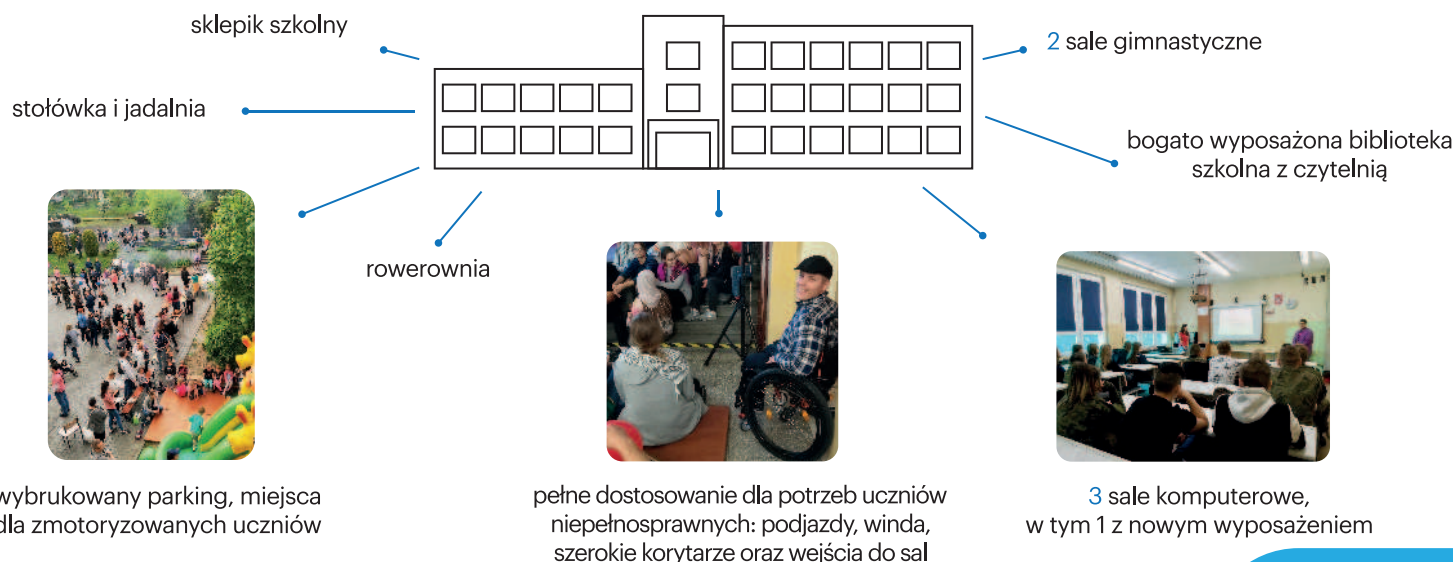 sklepik szkolny
2 sale gimnastyczne
stołówka i jadalnia
bogato wyposażona biblioteka
szkolna z czytelnią
rowerownia
wybrukowany parking, miejsca
dla zmotoryzowanych uczniów
pełne dostosowanie dla potrzeb uczniów
niepełnosprawnych: podjazdy, winda,
szerokie korytarze oraz wejścia do sal
3 sale komputerowe,
w tym 1 z nowym wyposażeniem